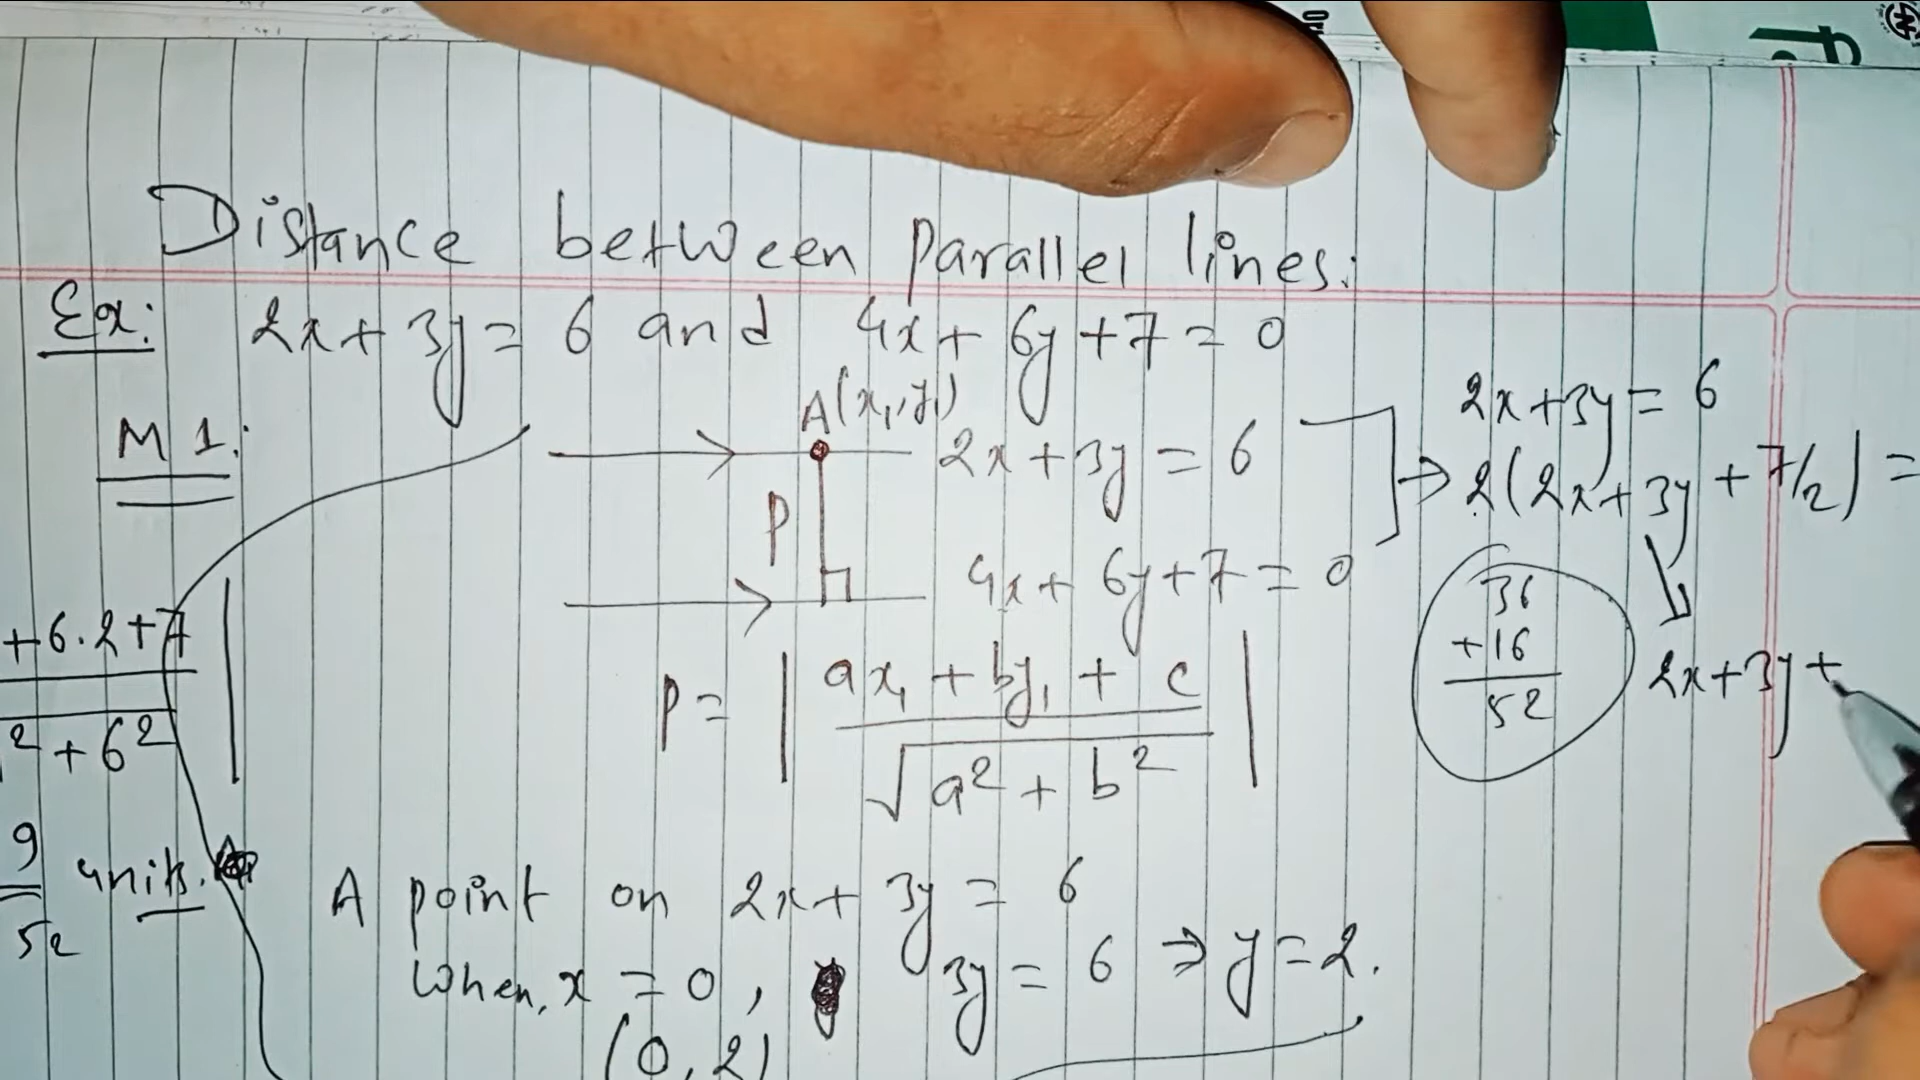 Distance between parallel lines:
Ex: 2x + 3y = 6 and 4x + 6y + 7 = 0
M 1:
A(x₁, y₁)
2x + 3y = 6
P
4x + 6y + 7 = 0
P = | ax₁ + by₁ + c / √a² + b² |
2x + 3y = 6
2(2x + 3y + 7/2) =
36
+16
52
2x + 3y +
+ 6.2 + 7
² + 6²
9
52
units.
A point on 2x + 3y = 6
when, x = 0, 3y = 6 ⇒ y = 2.
(0, 2)